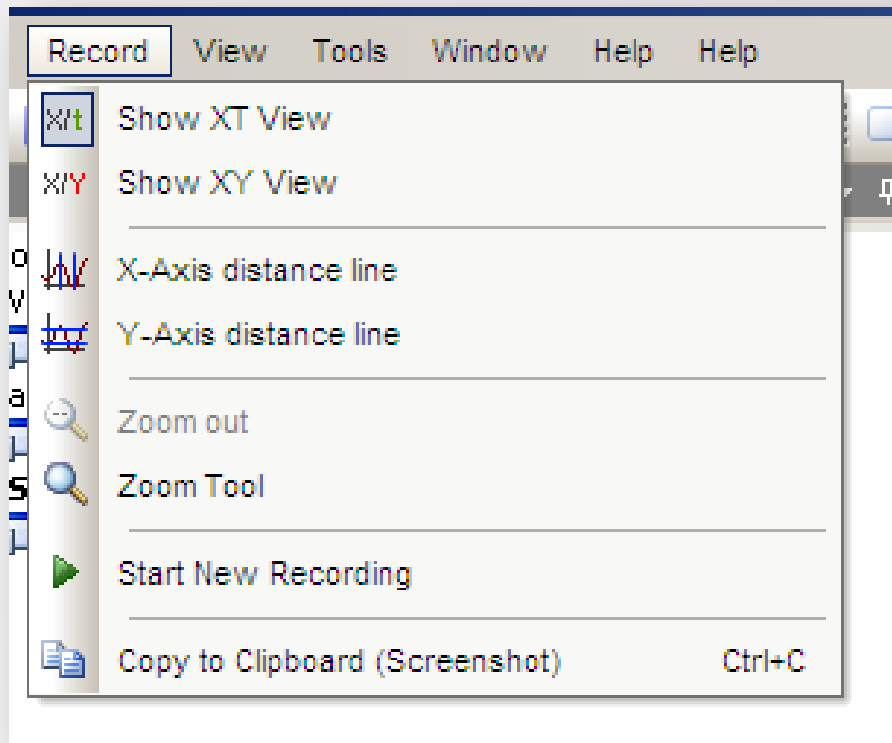 Record View Tools Window Help Help
X/t Show XT View
X/Y Show XY View
X-Axis distance line
Y-Axis distance line
Zoom out
Zoom Tool
Start New Recording
Copy to Clipboard (Screenshot) Ctrl+C